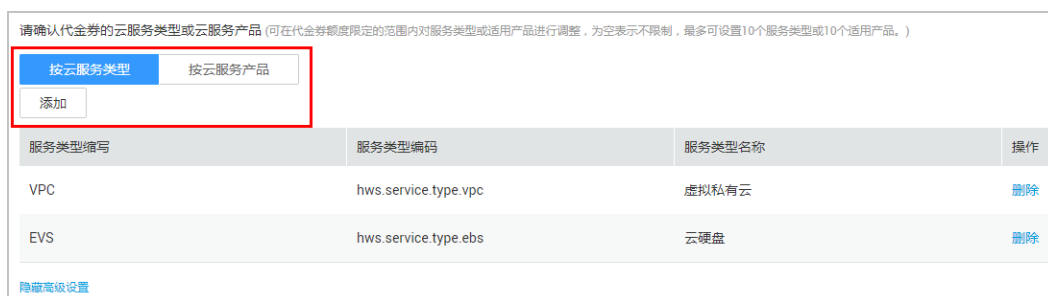 请确认代金券的云服务类型或云服务产品 (可在代金券额度限定的范围内对服务类型或适用产品进行调整，为空表示不限制，最多可设置10个服务类型或10个适用产品。)
按云服务类型 按云服务产品
添加
服务类型缩写 服务类型编码 服务类型名称 操作
VPC hws.service.type.vpc 虚拟私有云 删除
EVS hws.service.type.ebs 云硬盘 删除
隐藏高级设置